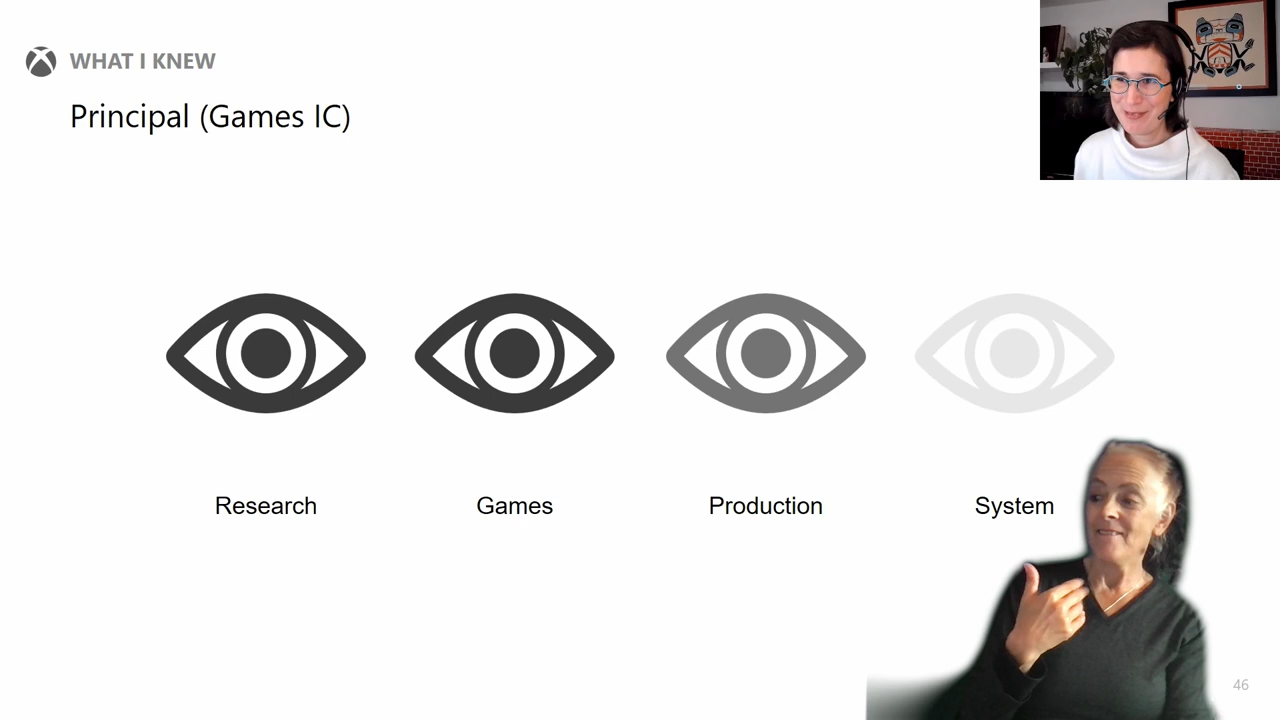 WHAT I KNEW
Principal (Games IC)
Research
Games
Production
System
46